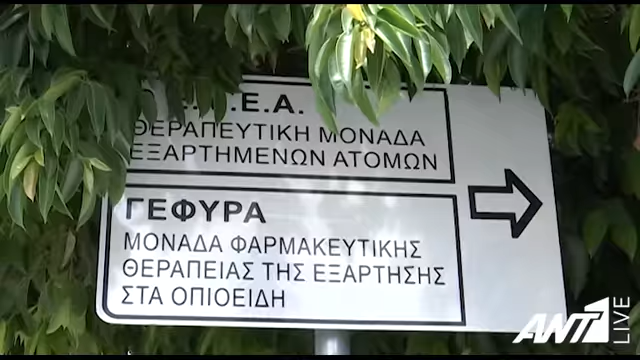 Ε.Α.
ΘΕΡΑΠΕΥΤΙΚΗ ΜΟΝΑΔΑ
ΕΞΑΡΤΗΜΕΝΩΝ ΑΤΟΜΩΝ
ΓΕΦΥΡΑ
ΜΟΝΑΔΑ ΦΑΡΜΑΚΕΥΤΙΚΗΣ
ΘΕΡΑΠΕΙΑΣ ΤΗΣ ΕΞΑΡΤΗΣΗΣ
ΣΤΑ ΟΠΙΟΕΙΔΗ
ANT1 LIVE